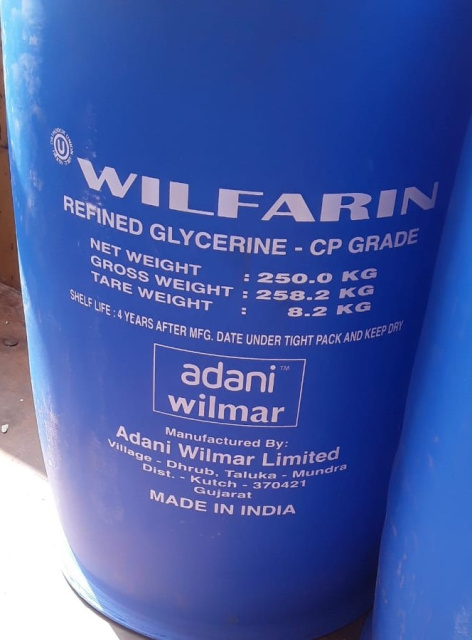 WILFARIN
REFINED GLYCERINE - CP GRADE
NET WEIGHT : 250.0 KG
GROSS WEIGHT : 258.2 KG
TARE WEIGHT : 8.2 KG
SHELF LIFE : 4 YEARS AFTER MFG. DATE UNDER TIGHT PACK AND KEEP DRY
adani™
wilmar
Manufactured By:
Adani Wilmar Limited
Village - Dhrub, Taluka - Mundra
Dist. - Kutch - 370421
Gujarat
MADE IN INDIA